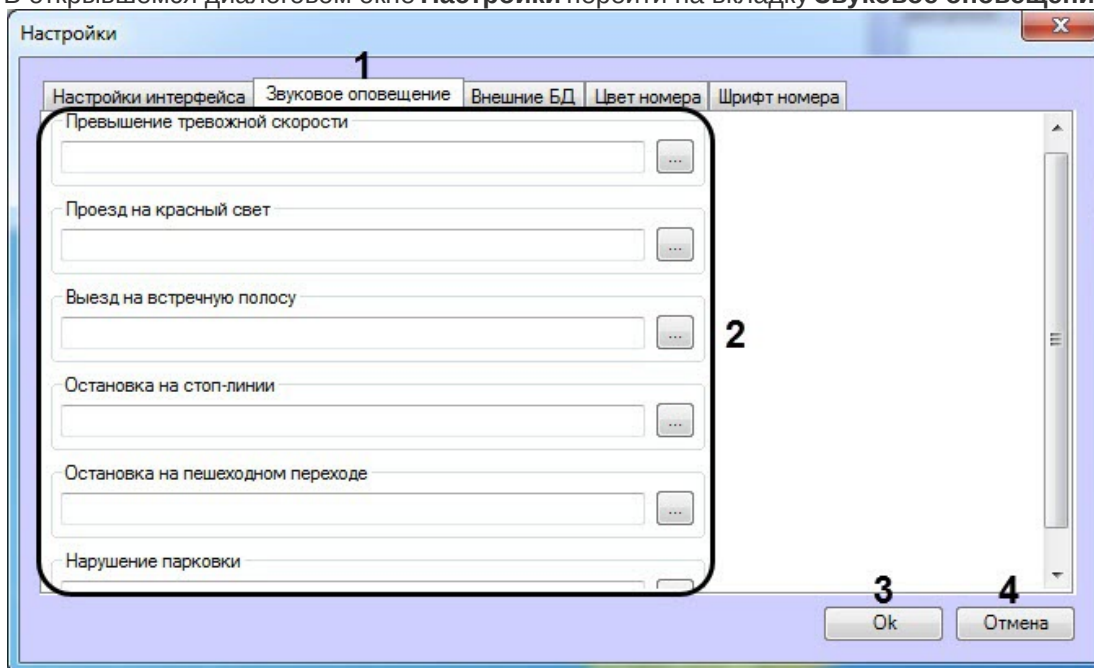 В открывшемся диалоговом окне Настройки перейти на вкладку Звуковое оповещени
Настройки
1
Настройки интерфейса Звуковое оповещение Внешние БД Цвет номера Шрифт номера
Превышение тревожной скорости
...
Проезд на красный свет
...
Выезд на встречную полосу
...
2
Остановка на стоп-линии
...
Остановка на пешеходном переходе
...
Нарушение парковки
3 4
Ok Отмена